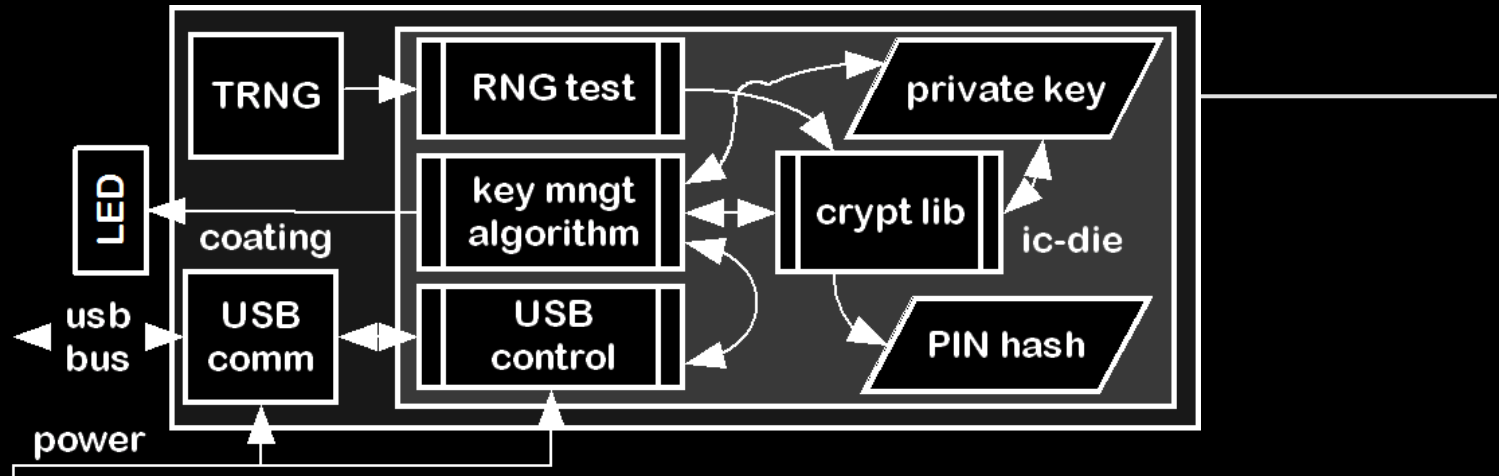 TRNG
RNG test
private key
LED
key mngt
algorithm
crypt lib
coating
ic-die
usb
bus
USB
comm
USB
control
PIN hash
power